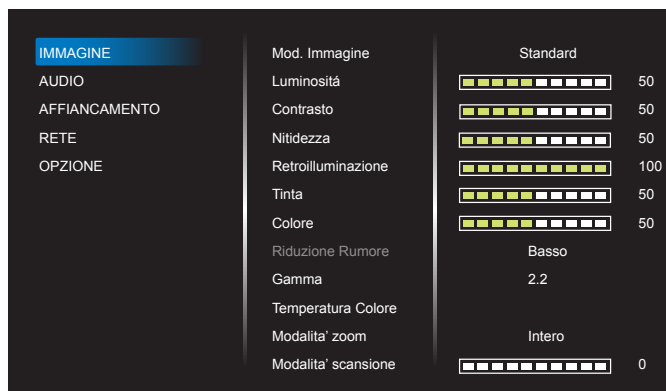 IMMAGINE
AUDIO
AFFIANCAMENTO
RETE
OPZIONE
Mod. Immagine Standard
Luminositá 50
Contrasto 50
Nitidezza 50
Retroilluminazione 100
Tinta 50
Colore 50
Riduzione Rumore Basso
Gamma 2.2
Temperatura Colore
Modalita’ zoom Intero
Modalita’ scansione 0